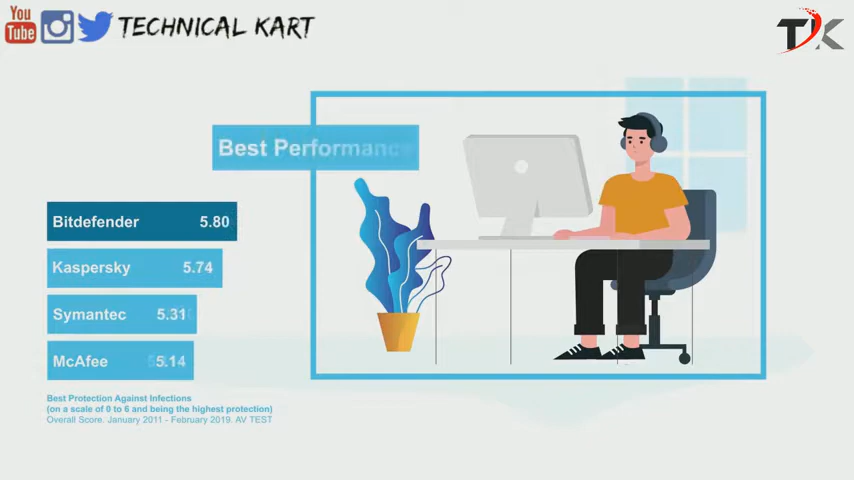 You
Tube
TECHNICAL KART
TK
Best Performance
Bitdefender 5.80
Kaspersky 5.74
Symantec 5.31
McAfee 5.14
Best Protection Against Infections
(on a scale of 0 to 6 and being the highest protection)
Overall Score. January 2011 - February 2019. AV TEST